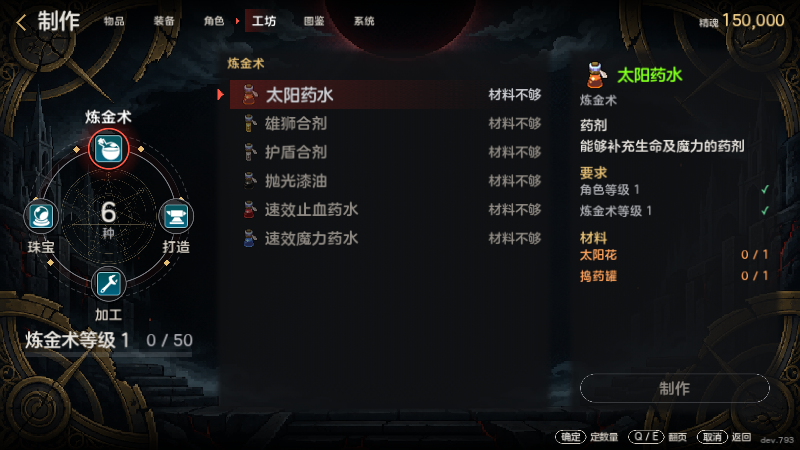 制作 物品 装备 角色 工坊 图鉴 系统 精魂 150,000
炼金术
太阳药水 材料不够
雄狮合剂 材料不够
护盾合剂 材料不够
抛光漆油 材料不够
速效止血药水 材料不够
速效魔力药水 材料不够
炼金术
6
种
珠宝
打造
加工
炼金术等级 1 0 / 50
太阳药水
炼金术
药剂
能够补充生命及魔力的药剂
要求
角色等级 1 ✓
炼金术等级 1 ✓
材料
太阳花 0 / 1
捣药罐 0 / 1
制作
确定 定数量 Q / E 翻页 取消 返回 dev.793